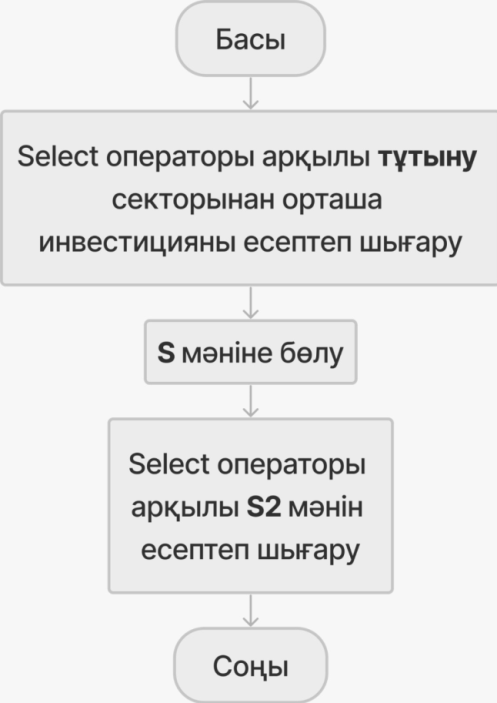 Басы
Select операторы арқылы тұтыну
секторынан орташа
инвестицияны есептеп шығару
S мәніне бөлу
Select операторы
арқылы S2 мәнін
есептеп шығару
Соңы